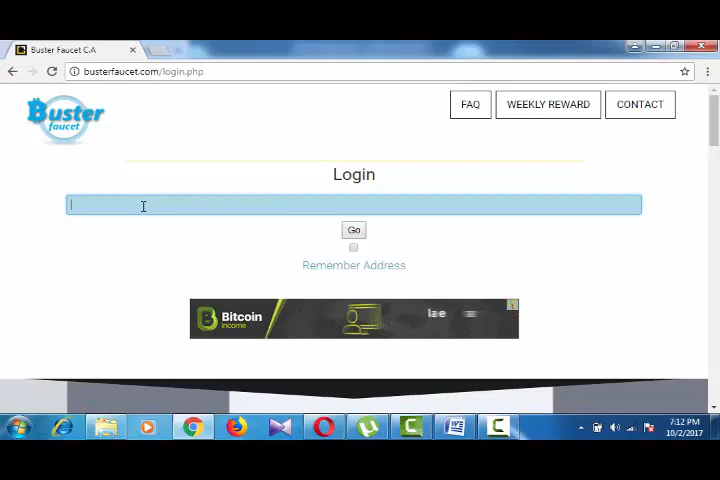 Buster Faucet C.A
busterfaucet.com/login.php
Buster
faucet
FAQ
WEEKLY REWARD
CONTACT
Login
Go
Remember Address
Bitcoin
Income
7:12 PM
10/2/2017